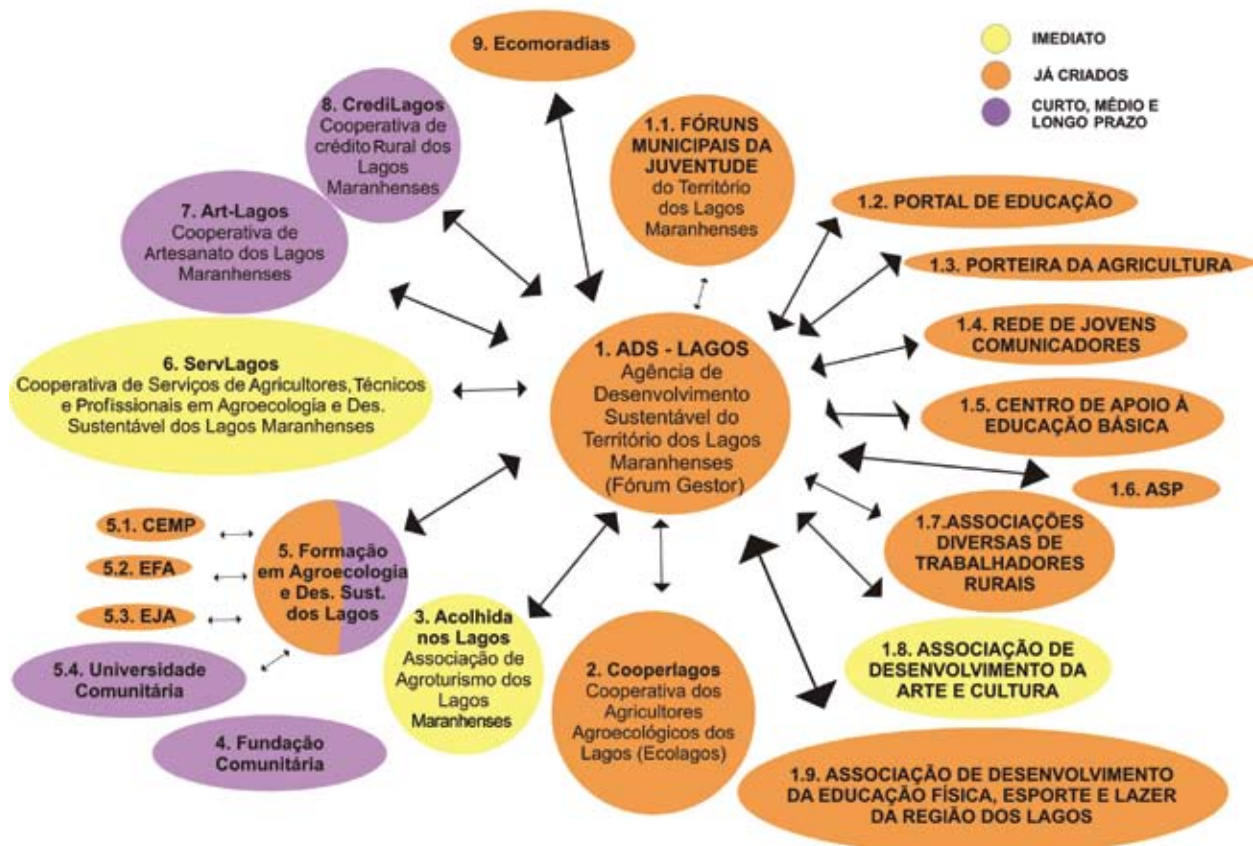 9. Ecomoradias
IMEDIATO
JÁ CRIADOS
CURTO, MÉDIO E
LONGO PRAZO
8. CrediLagos
Cooperativa de
crédito Rural dos
Lagos
Maranhenses
1.1. FÓRUNS
MUNICIPAIS DA
JUVENTUDE
do Território
dos Lagos
Maranhenses
7. Art-Lagos
Cooperativa de
Artesanato dos Lagos
Maranhenses
1.2. PORTAL DE EDUCAÇÃO
1.3. PORTEIRA DA AGRICULTURA
1.4. REDE DE JOVENS
COMUNICADORES
6. ServLagos
Cooperativa de Serviços de Agricultores, Técnicos
e Profissionais em Agroecologia e Des.
Sustentável dos Lagos Maranhenses
1. ADS - LAGOS
Agência de
Desenvolvimento
Sustentável do
Território dos Lagos
Maranhenses
(Fórum Gestor)
1.5. CENTRO DE APOIO À
EDUCAÇÃO BÁSICA
1.6. ASP
1.7.ASSOCIAÇÕES
DIVERSAS DE
TRABALHADORES
RURAIS
5.1. CEMP
5.2. EFA
5.3. EJA
5. Formação
em Agroecologia
e Des. Sust.
dos Lagos
5.4. Universidade
Comunitária
4. Fundação
Comunitária
3. Acolhida
nos Lagos
Associação de
Agroturismo dos
Lagos
Maranhenses
2. Cooperlagos
Cooperativa dos
Agricultores
Agroecológicos dos
Lagos (Ecolagos)
1.8. ASSOCIAÇÃO DE
DESENVOLVIMENTO DA
ARTE E CULTURA
1.9. ASSOCIAÇÃO DE DESENVOLVIMENTO
DA EDUCAÇÃO FÍSICA, ESPORTE E LAZER
DA REGIÃO DOS LAGOS